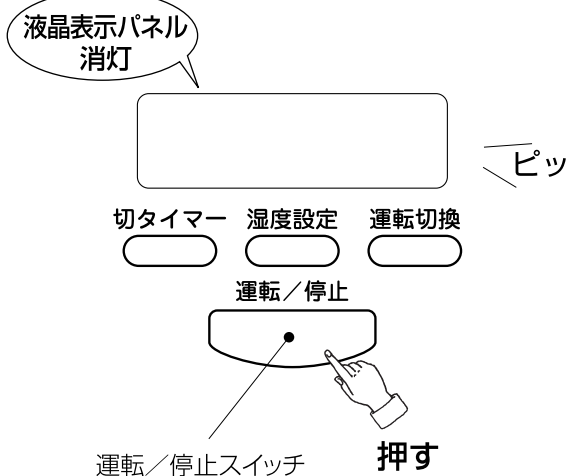 液晶表示パネル
消灯
ピッ
切タイマー
湿度設定
運転切換
運転／停止
運転／停止スイッチ
押す